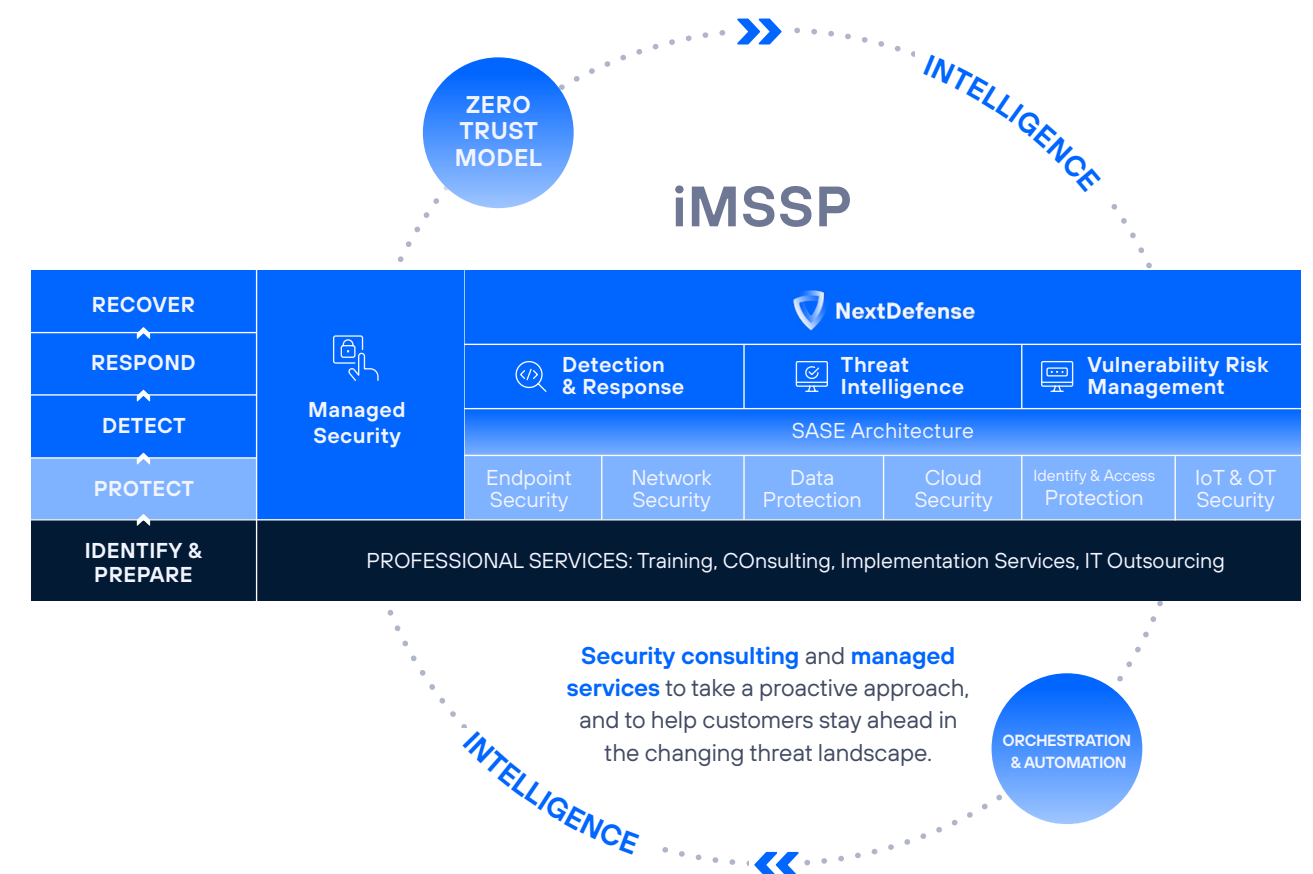 ZERO
TRUST
MODEL
INTELLIGENCE
iMSSP
RECOVER
RESPOND
DETECT
PROTECT
IDENTIFY &
PREPARE
Managed
Security
NextDefense
Detection
& Response
Threat
Intelligence
Vulnerability Risk
Management
SASE Architecture
Endpoint
Security
Network
Security
Data
Protection
Cloud
Security
Identify & Access
Protection
IoT & OT
Security
PROFESSIONAL SERVICES: Training, COnsulting, Implementation Services, IT Outsourcing
Security consulting and managed
services to take a proactive approach,
and to help customers stay ahead in
the changing threat landscape.
ORCHESTRATION
& AUTOMATION
INTELLIGENCE